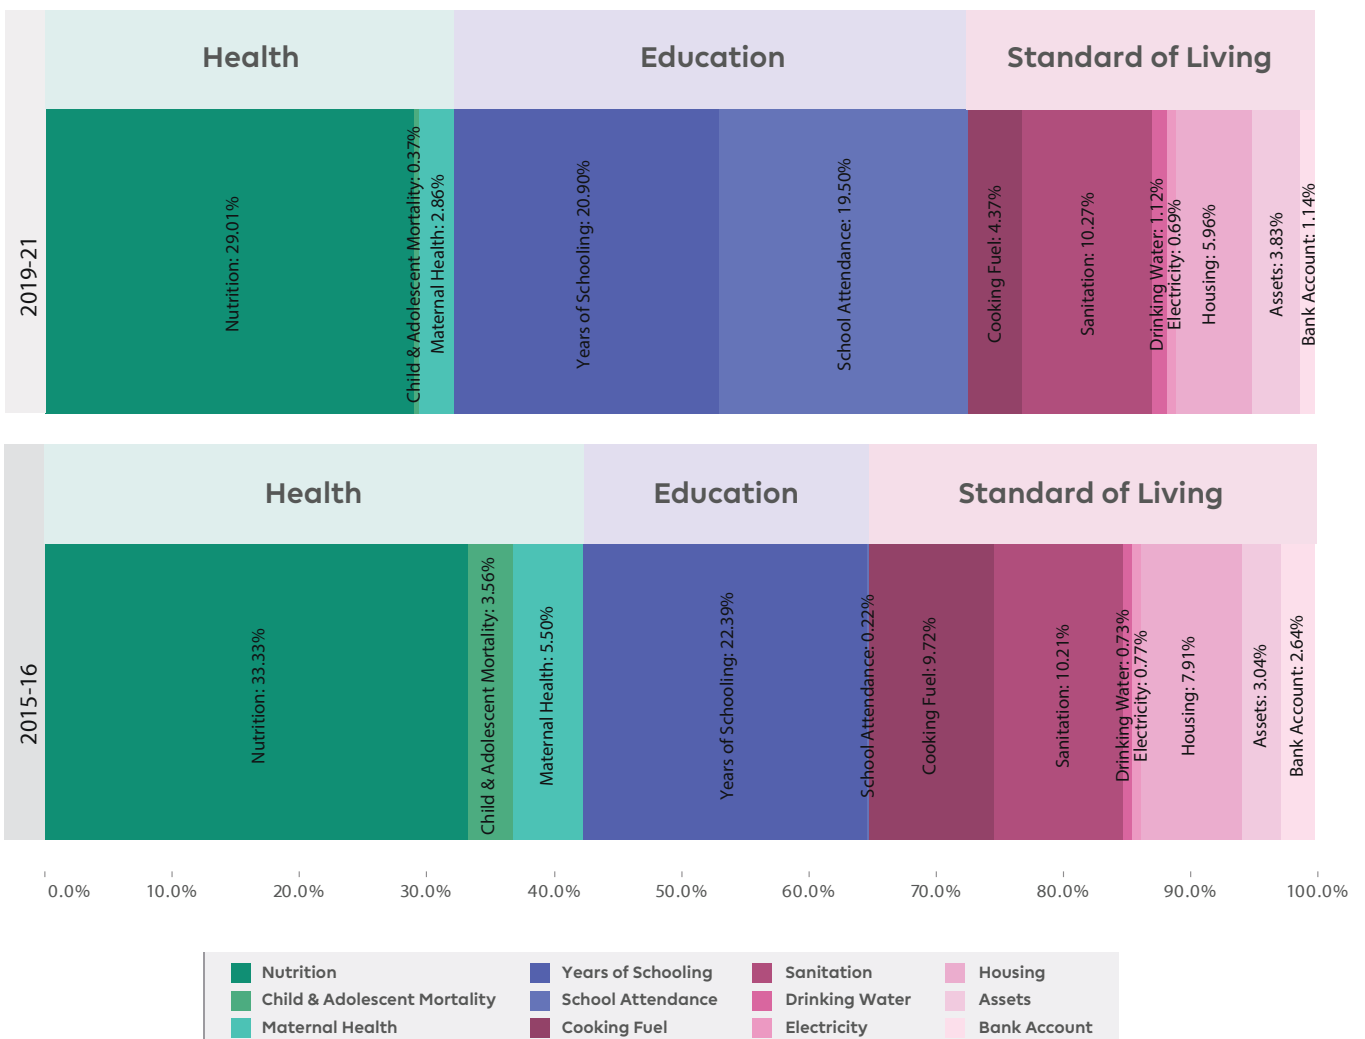 Health
Education
Standard of Living
2019-21
Nutrition: 29.01%
Child & Adolescent Mortality: 0.37%
Maternal Health: 2.86%
Years of Schooling: 20.90%
School Attendance: 19.50%
Cooking Fuel: 4.37%
Sanitation: 10.27%
Drinking Water: 1.12%
Electricity: 0.69%
Housing: 5.96%
Assets: 3.83%
Bank Account: 1.14%
Health
Education
Standard of Living
2015-16
Nutrition: 33.33%
Child & Adolescent Mortality: 3.56%
Maternal Health: 5.50%
Years of Schooling: 22.39%
School Attendance: 0.22%
Cooking Fuel: 9.72%
Sanitation: 10.21%
Drinking Water: 0.73%
Electricity: 0.77%
Housing: 7.91%
Assets: 3.04%
Bank Account: 2.64%
0.0% 10.0% 20.0% 30.0% 40.0% 50.0% 60.0% 70.0% 80.0% 90.0% 100.0%
Nutrition Years of Schooling Sanitation Housing
Child & Adolescent Mortality School Attendance Drinking Water Assets
Maternal Health Cooking Fuel Electricity Bank Account